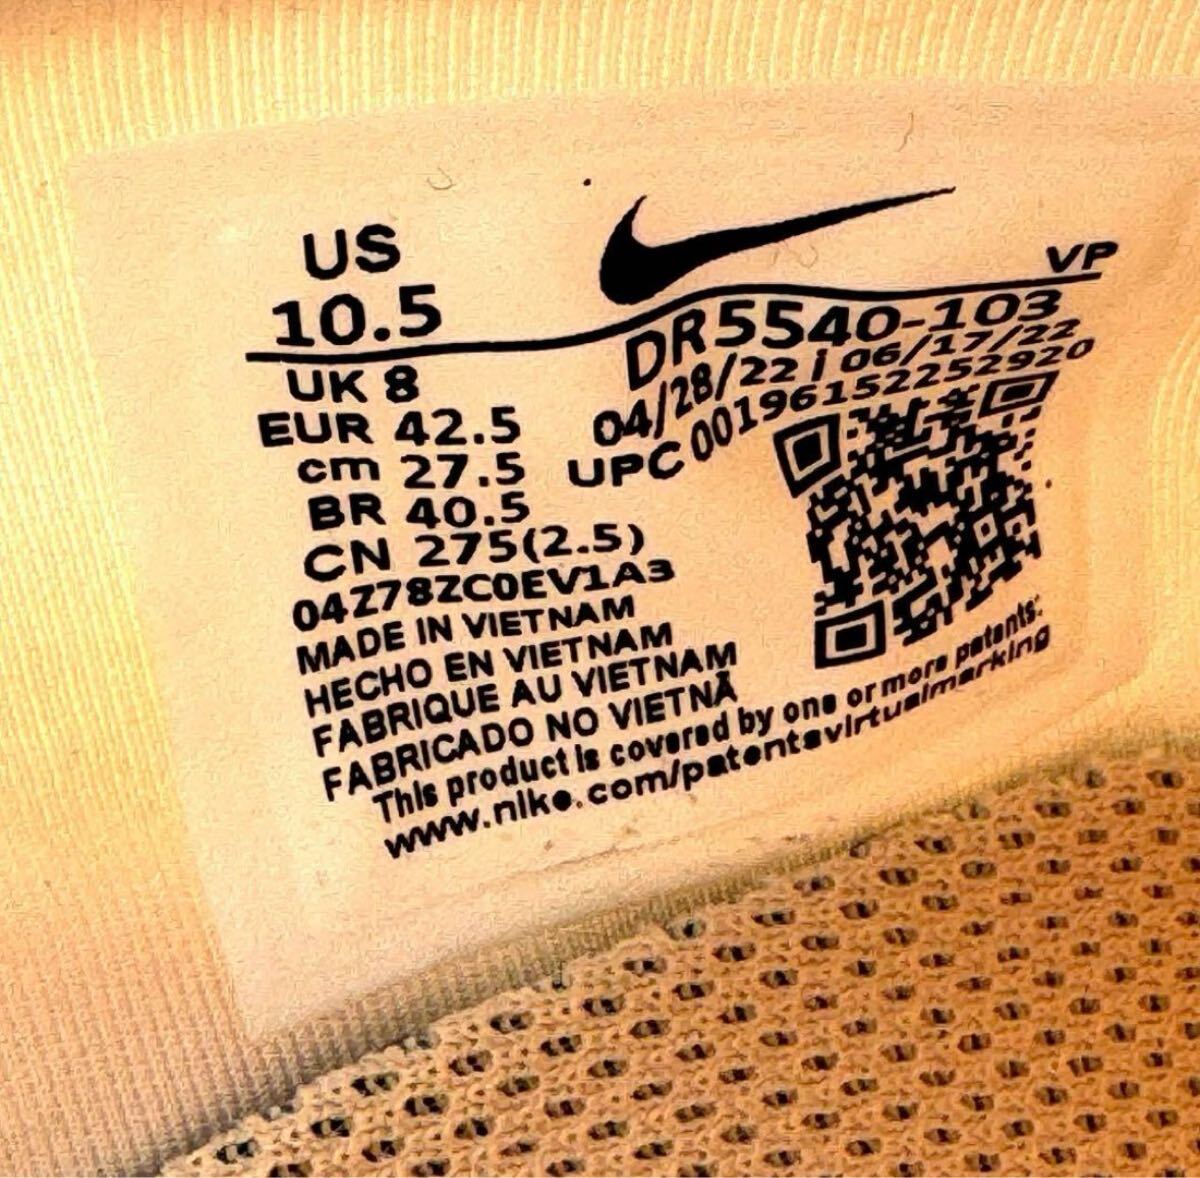 US
10.5
UK 8
EUR 42.5
cm 27.5
BR 40.5
CN 275(2.5)
04Z78ZC0EV1A3
MADE IN VIETNAM
HECHO EN VIETNAM
FABRIQUE AU VIETNAM
FABRICADO NO VIETNÃ
This product is covered by one or more patents:
www.nike.com/patentsvirtualmarking
VP
DR5540-103
04/28/22 | 06/17/22
UPC 00196152252920